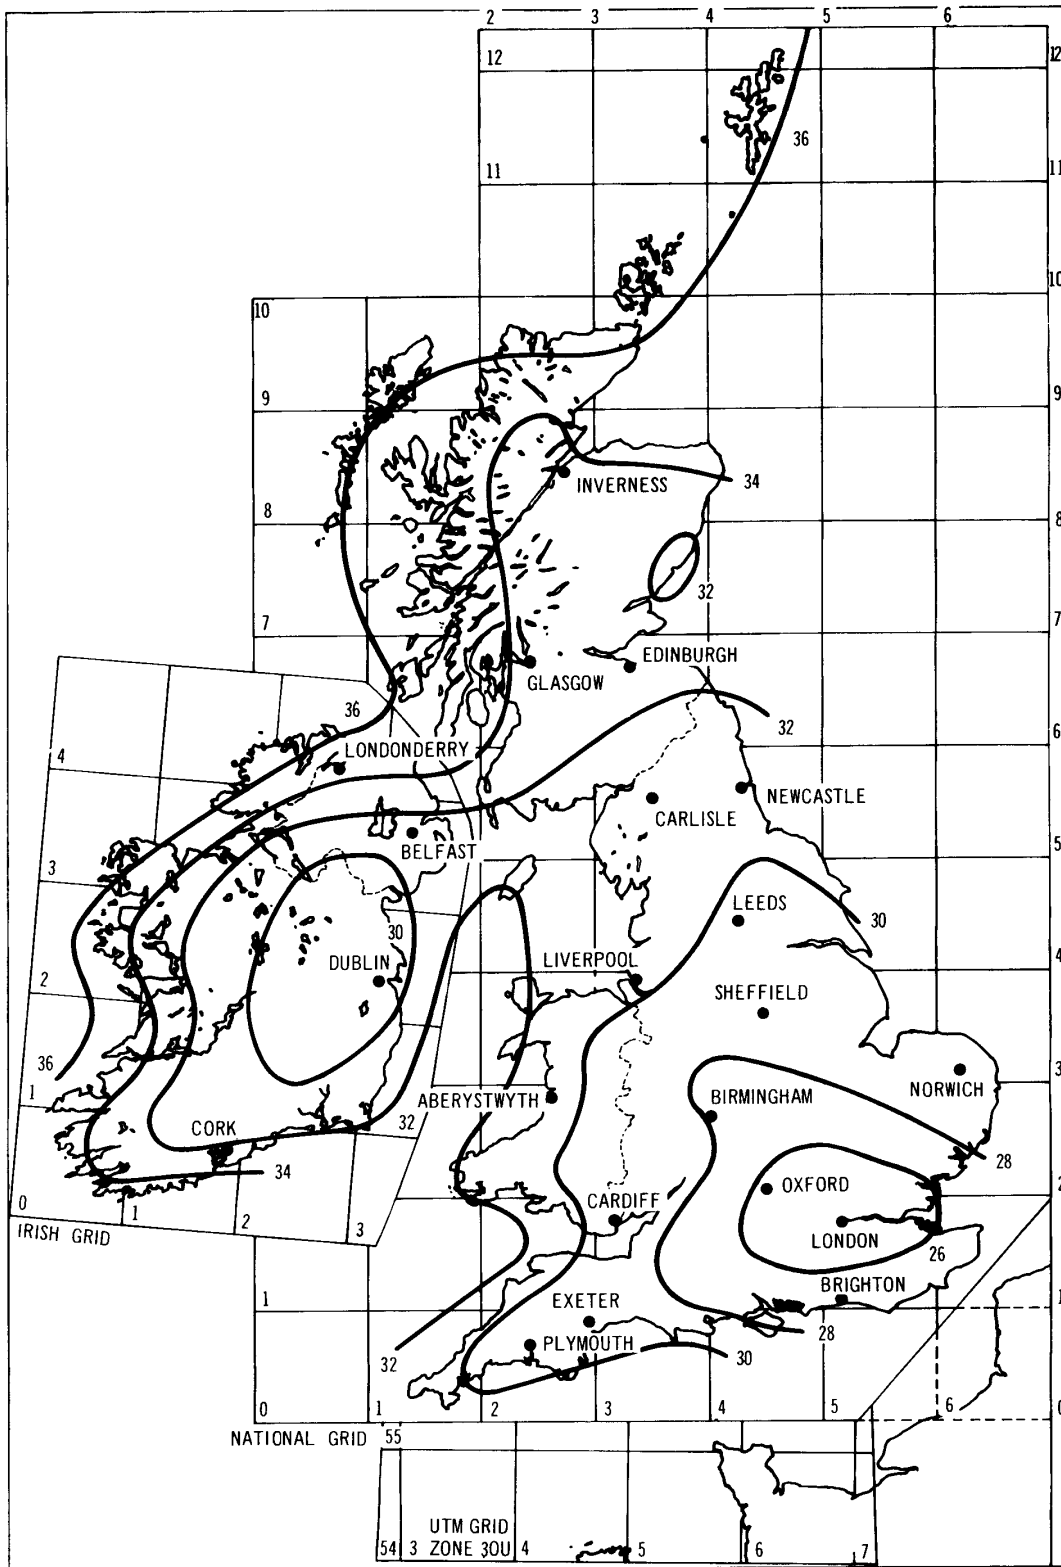 2 3 4 5 6
12 12
36
11 11
10 10
9 9
INVERNESS
34
8 8
32
7 7
EDINBURGH
GLASGOW
36
LONDONDERRY
32
6
4
NEWCASTLE
CARLISLE
BELFAST
5
3
LEEDS
30
30
DUBLIN
LIVERPOOL
4
2
SHEFFIELD
36
1
3
NORWICH
ABERYSTWYTH
BIRMINGHAM
CORK
32
28
34
OXFORD
0
CARDIFF
2
1
2
3
IRISH GRID
LONDON
26
BRIGHTON
1
1
EXETER
28
PLYMOUTH
32
30
0 1 2 3 4 5 6 0
NATIONAL GRID 55
UTM GRID
54 3 ZONE 30U 4 5 6 7